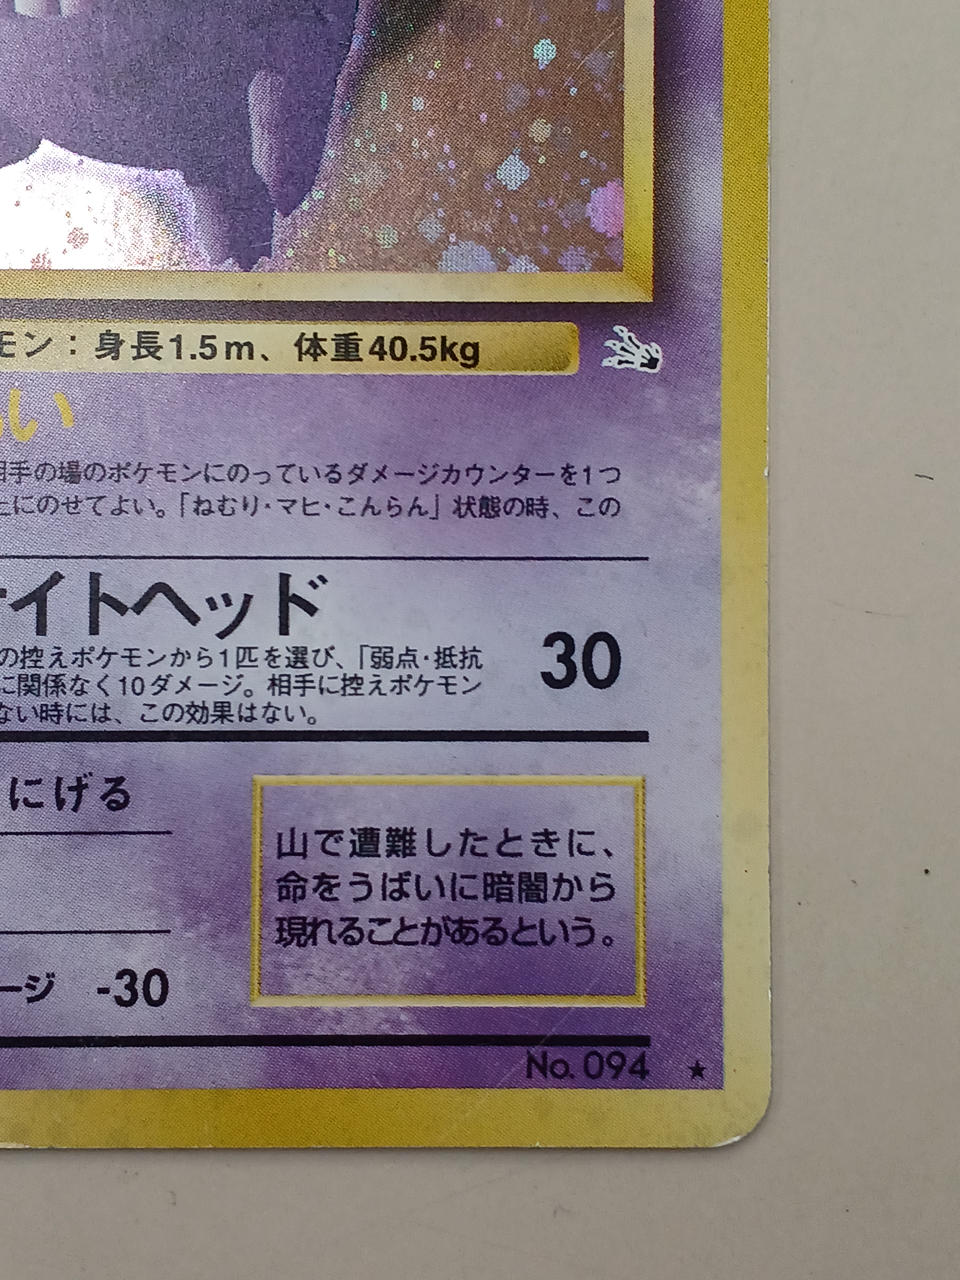 モン：身長1.5m、体重40.5kg
い
相手の場のポケモンにのっているダメージカウンターを1つ
にのせてよい。「ねむり・マヒ・こんらん」状態の時、この
イトヘッド
30
の控えポケモンから1匹を選び、「弱点・抵抗
に関係なく10ダメージ。相手に控えポケモン
ない時には、この効果はない。
にげる
山で遭難したときに、
命をうばいに暗闇から
現れることがあるという。
ージ -30
No. 094 ★